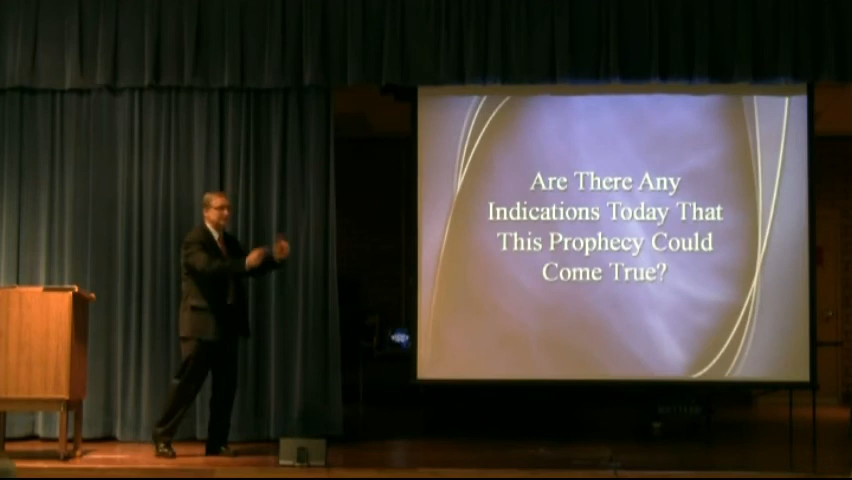 Are There Any
Indications Today That
This Prophecy Could
Come True?